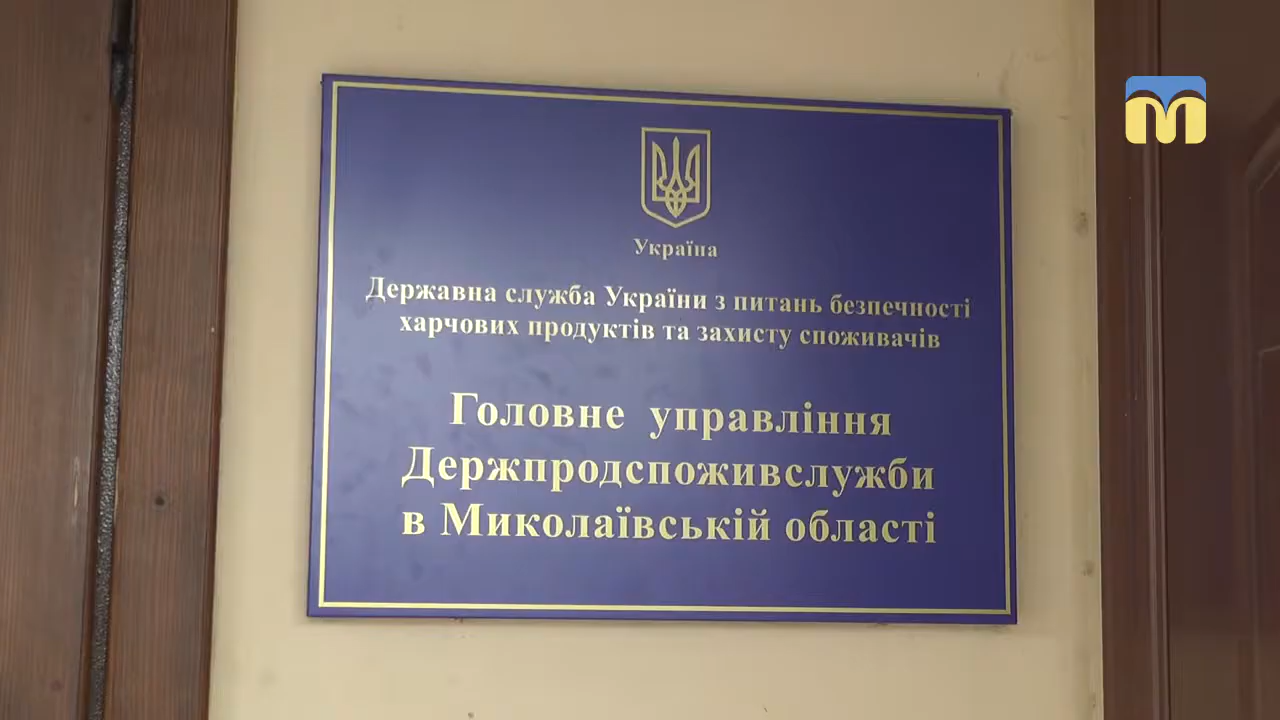 Україна
Державна служба України з питань безпечності
харчових продуктів та захисту споживачів
Головне управління
Держпродспоживслужби
в Миколаївській області
М